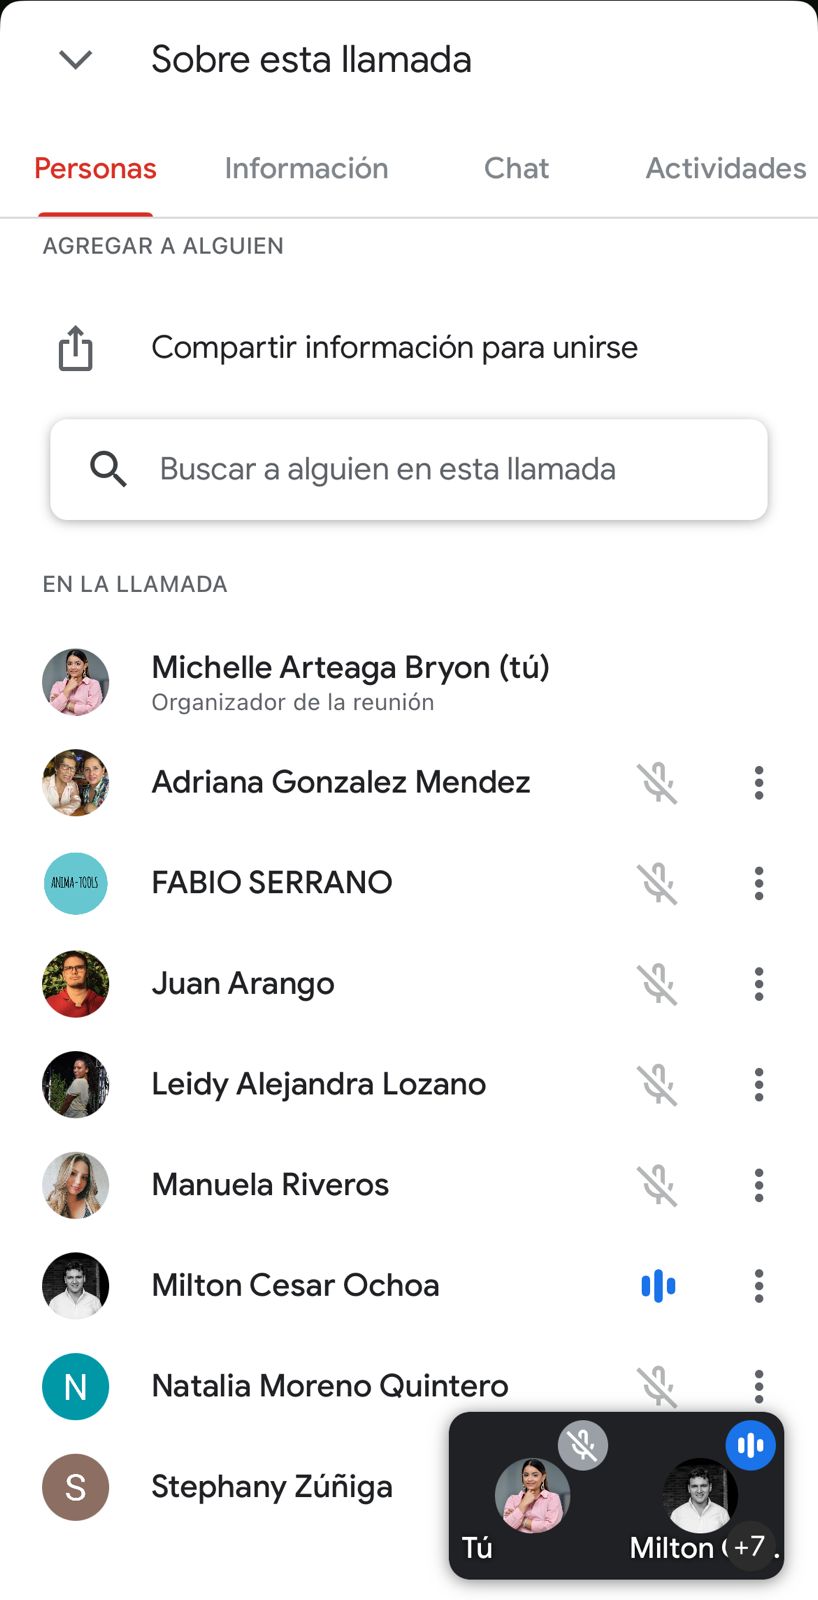 Sobre esta llamada
Personas Información Chat Actividades
AGREGAR A ALGUIEN
Compartir información para unirse
Buscar a alguien en esta llamada
EN LA LLAMADA
Michelle Arteaga Bryon (tú)
Organizador de la reunión
Adriana Gonzalez Mendez
ANIMA-TOOLS
FABIO SERRANO
Juan Arango
Leidy Alejandra Lozano
Manuela Riveros
Milton Cesar Ochoa
N
Natalia Moreno Quintero
S
Stephany Zúñiga
Tú
Milton
+7